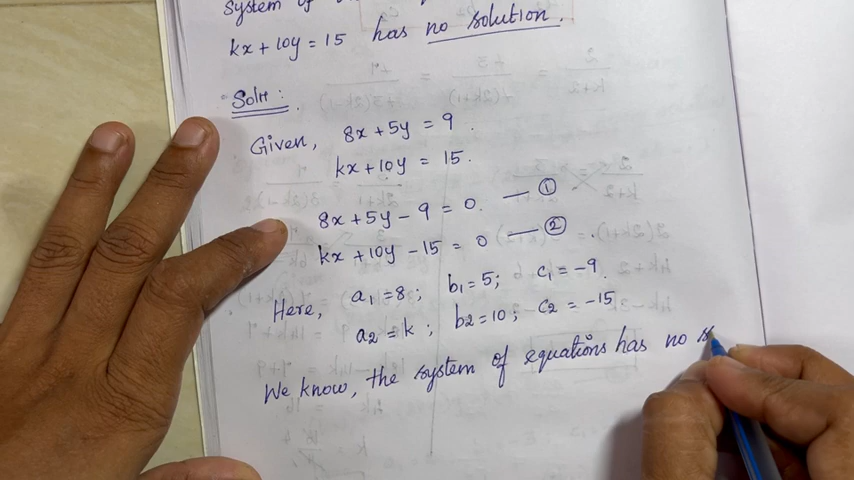 system of
kx + 10y = 15 has no solution.
Soln :
Given, 8x + 5y = 9.
kx + 10y = 15.
8x + 5y - 9 = 0. — ①
kx + 10y - 15 = 0 — ②
Here, a1 = 8; b1 = 5; c1 = -9.
a2 = k; b2 = 10; c2 = -15
We know, the system of equations has no s